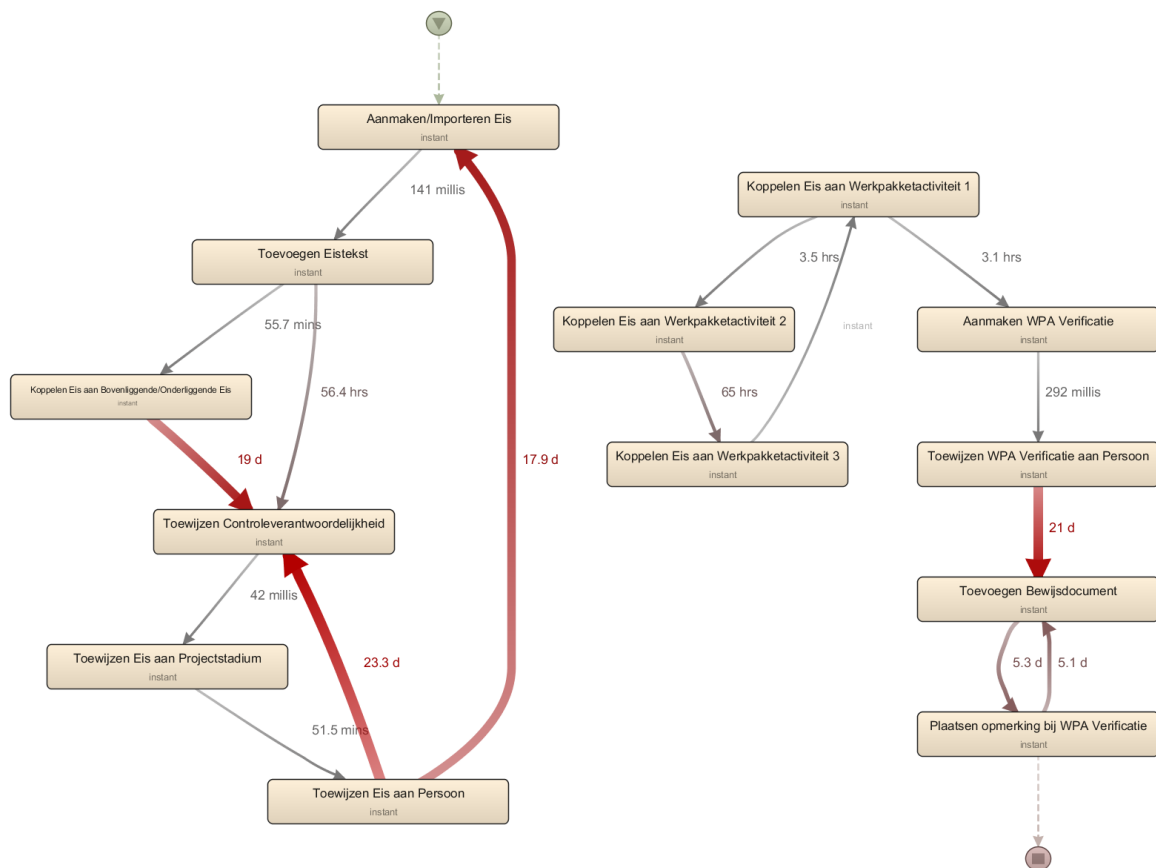 Aanmaken/Importeren Eis
instant
141 millis
Toevoegen Eistekst
instant
55.7 mins
56.4 hrs
Koppelen Eis aan Bovenliggende/Onderliggende Eis
instant
19 d
17.9 d
Toewijzen Controleverantwoordelijkheid
instant
42 millis
23.3 d
Toewijzen Eis aan Projectstadium
instant
51.5 mins
Toewijzen Eis aan Persoon
instant
Koppelen Eis aan Werkpakketactiviteit 1
instant
3.5 hrs
3.1 hrs
Koppelen Eis aan Werkpakketactiviteit 2
instant
instant
65 hrs
Koppelen Eis aan Werkpakketactiviteit 3
instant
Aanmaken WPA Verificatie
instant
292 millis
Toewijzen WPA Verificatie aan Persoon
instant
21 d
Toevoegen Bewijsdocument
instant
5.3 d
5.1 d
Plaatsen opmerking bij WPA Verificatie
instant